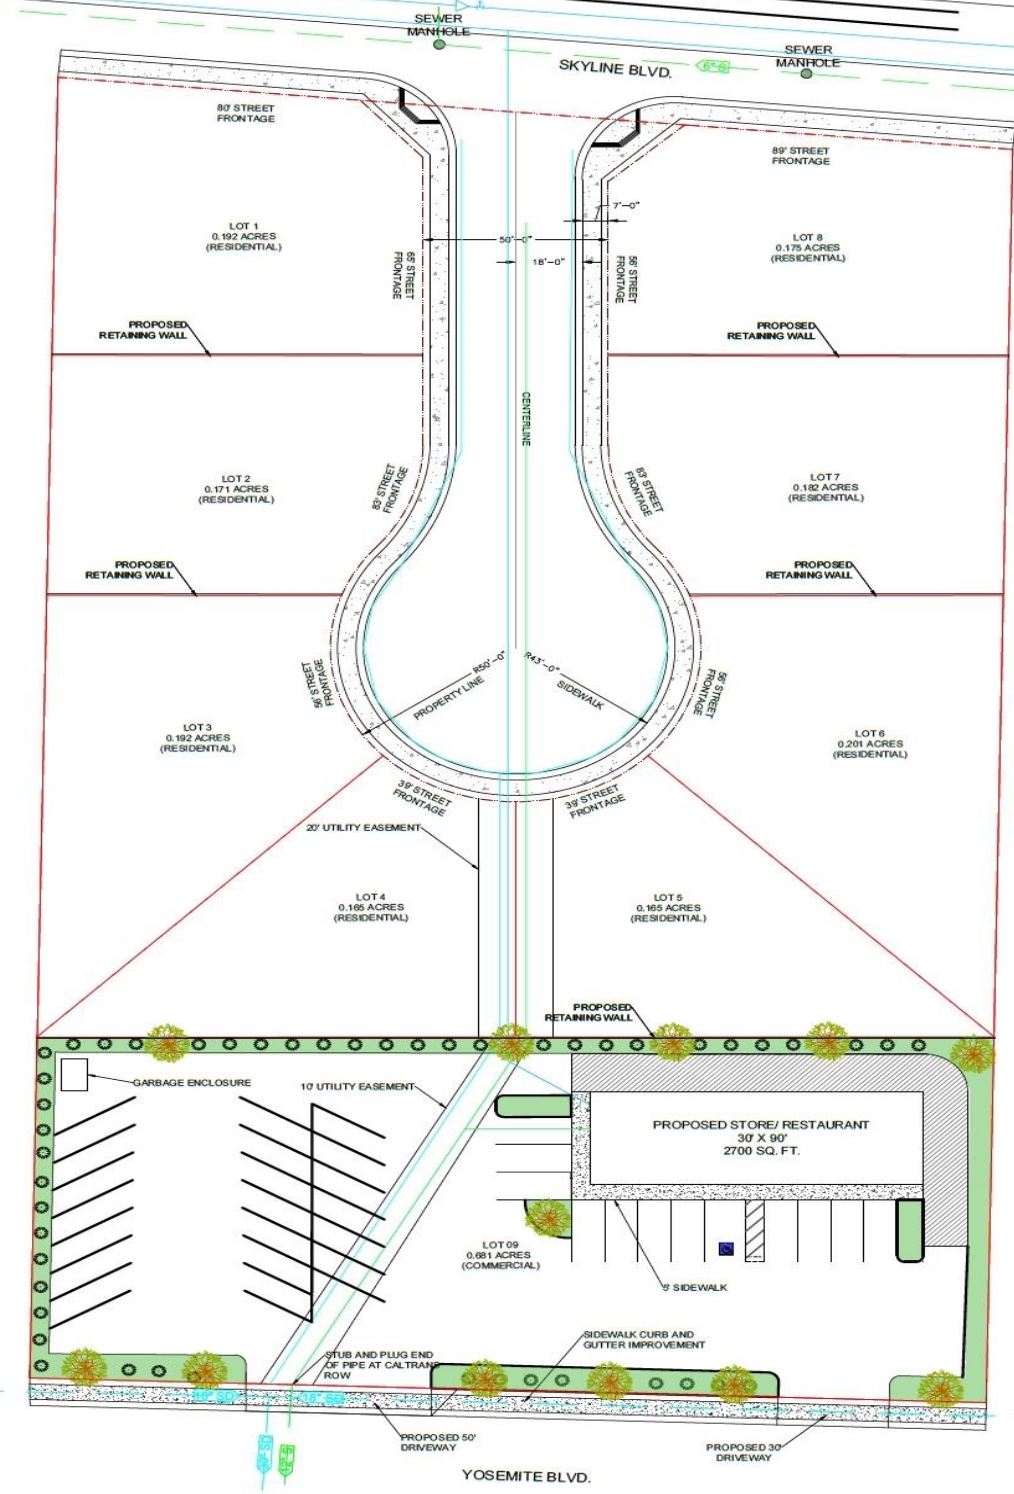 SEWER
MANHOLE
SEWER
MANHOLE
SKYLINE BLVD.
6"-S
80' STREET
FRONTAGE
89' STREET
FRONTAGE
7'-0"
LOT 1
0.192 ACRES
(RESIDENTIAL)
LOT 8
0.175 ACRES
(RESIDENTIAL)
50'-0"
18'-0"
65' STREET
FRONTAGE
56' STREET
FRONTAGE
PROPOSED
RETAINING WALL
PROPOSED
RETAINING WALL
CENTERLINE
LOT 2
0.171 ACRES
(RESIDENTIAL)
83' STREET
FRONTAGE
83' STREET
FRONTAGE
LOT 7
0.182 ACRES
(RESIDENTIAL)
PROPOSED
RETAINING WALL
PROPOSED
RETAINING WALL
R50'-0"
R43'-0"
PROPERTY LINE
SIDEWALK
56' STREET
FRONTAGE
56' STREET
FRONTAGE
LOT 3
0.192 ACRES
(RESIDENTIAL)
LOT 6
0.201 ACRES
(RESIDENTIAL)
39' STREET
FRONTAGE
39' STREET
FRONTAGE
20' UTILITY EASEMENT
LOT 4
0.165 ACRES
(RESIDENTIAL)
LOT 5
0.165 ACRES
(RESIDENTIAL)
PROPOSED
RETAINING WALL
GARBAGE ENCLOSURE
10' UTILITY EASEMENT
PROPOSED STORE/ RESTAURANT
30' X 90'
2700 SQ. FT.
LOT 09
0.681 ACRES
(COMMERCIAL)
5' SIDEWALK
SIDEWALK CURB AND
GUTTER IMPROVEMENT
STUB AND PLUG END
OF PIPE AT CALTRANS
ROW
18" SD
18" SD
PROPOSED 50'
DRIVEWAY
PROPOSED 30'
DRIVEWAY
YOSEMITE BLVD.